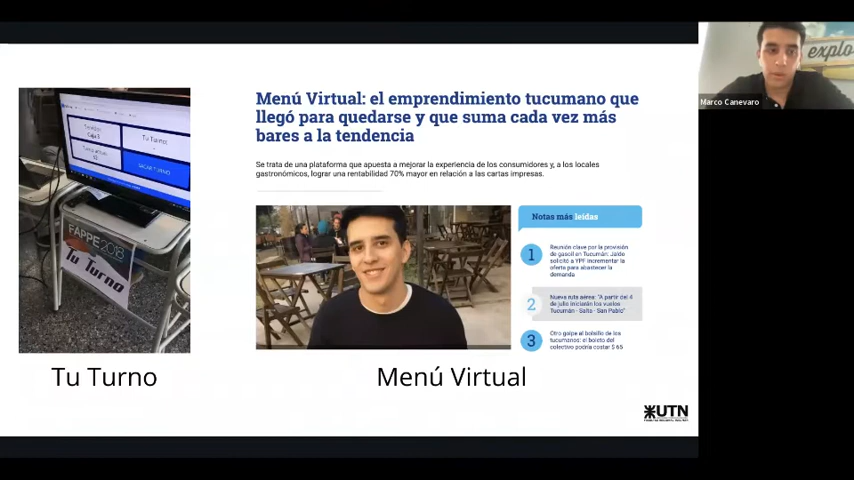 explo
Marco Canevaro
Menú Virtual: el emprendimiento tucumano que
llegó para quedarse y que suma cada vez más
bares a la tendencia
Se trata de una plataforma que apuesta a mejorar la experiencia de los consumidores y, a los locales
gastronómicos, lograr una rentabilidad 70% mayor en relación a las cartas impresas.
Tu Turno
FAPPE 2018
Tu Turno
Notas más leídas
1
Reunión clave por la provisión
de gasoil en Tucumán: Jaldo
solicitó a YPF incrementar la
oferta para abastecer la
demanda
2
Nueva ruta aérea: "A partir del 4
de julio iniciarán los vuelos
Tucumán - Salta - San Pablo"
3
Otro golpe al bolsillo de los
tucumanos: el boleto del
colectivo podría costar $ 65
Tu Turno
Menú Virtual
UTN